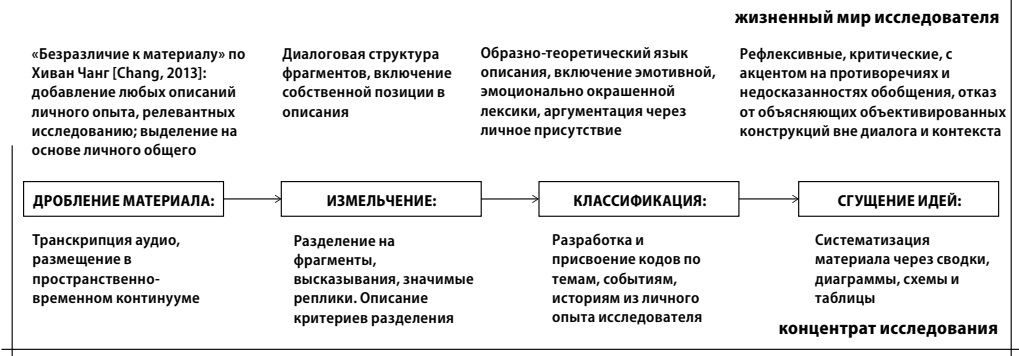 жизненный мир исследователя
«Безразличие к материалу» по
Хиван Чанг [Chang, 2013]:
добавление любых описаний
личного опыта, релевантных
исследованию; выделение на
основе личного общего
Диалоговая структура
фрагментов, включение
собственной позиции в
описания
Образно-теоретический язык
описания, включение эмотивной,
эмоционально окрашенной
лексики, аргументация через
личное присутствие
Рефлексивные, критические, с
акцентом на противоречиях и
недосказанностях обобщения, отказ
от объясняющих объективированных
конструкций вне диалога и контекста
ДРОБЛЕНИЕ МАТЕРИАЛА:
ИЗМЕЛЬЧЕНИЕ:
КЛАССИФИКАЦИЯ:
СГУЩЕНИЕ ИДЕЙ:
Транскрипция аудио,
размещение в
пространственно-
временном континууме
Разделение на
фрагменты,
высказывания, значимые
реплики. Описание
критериев разделения
Разработка и
присвоение кодов по
темам, событиям,
историям из личного
опыта исследователя
Систематизация
материала через сводки,
диаграммы, схемы и
таблицы
концентрат исследования